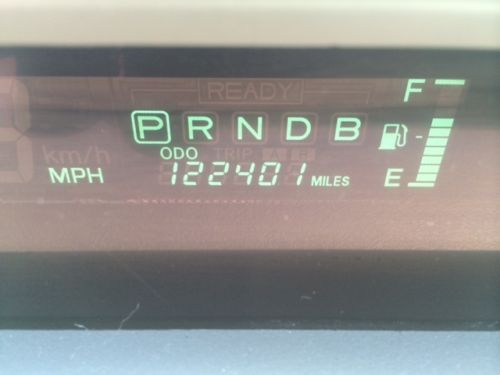 READY
F
P R N D B
km/h
ODO TRIP A B
MPH 122401 MILES
E